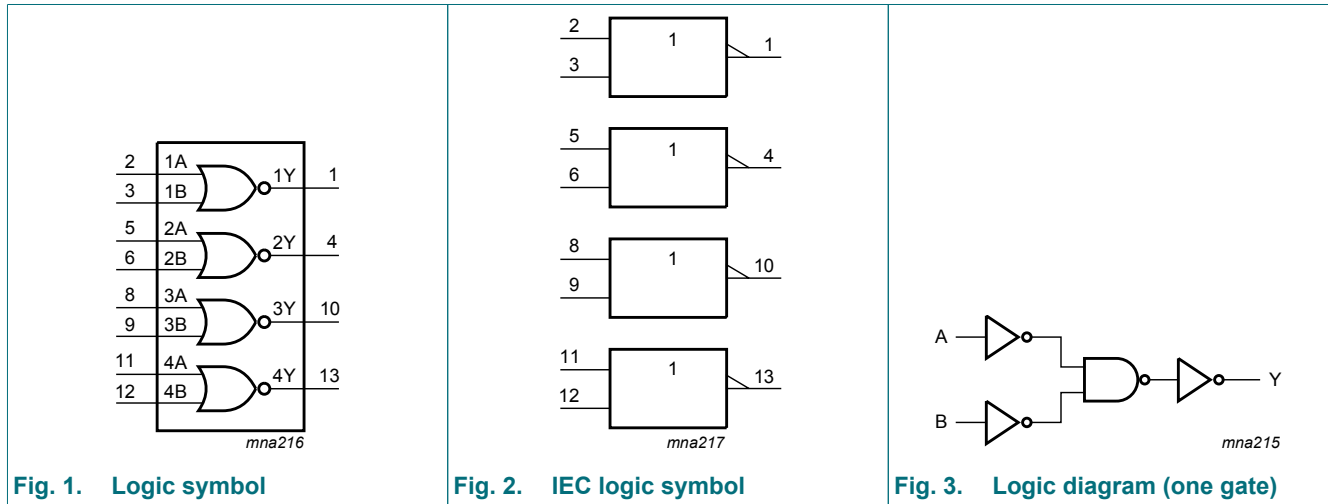 2 1A 1Y 1
3 1B
5 2A 2Y 4
6 2B
8 3A 3Y 10
9 3B
11 4A 4Y 13
12 4B
mna216
Fig. 1. Logic symbol
2 1 1
3
5 1 4
6
8 1 10
9
11 1 13
12
mna217
Fig. 2. IEC logic symbol
A
Y
B
mna215
Fig. 3. Logic diagram (one gate)